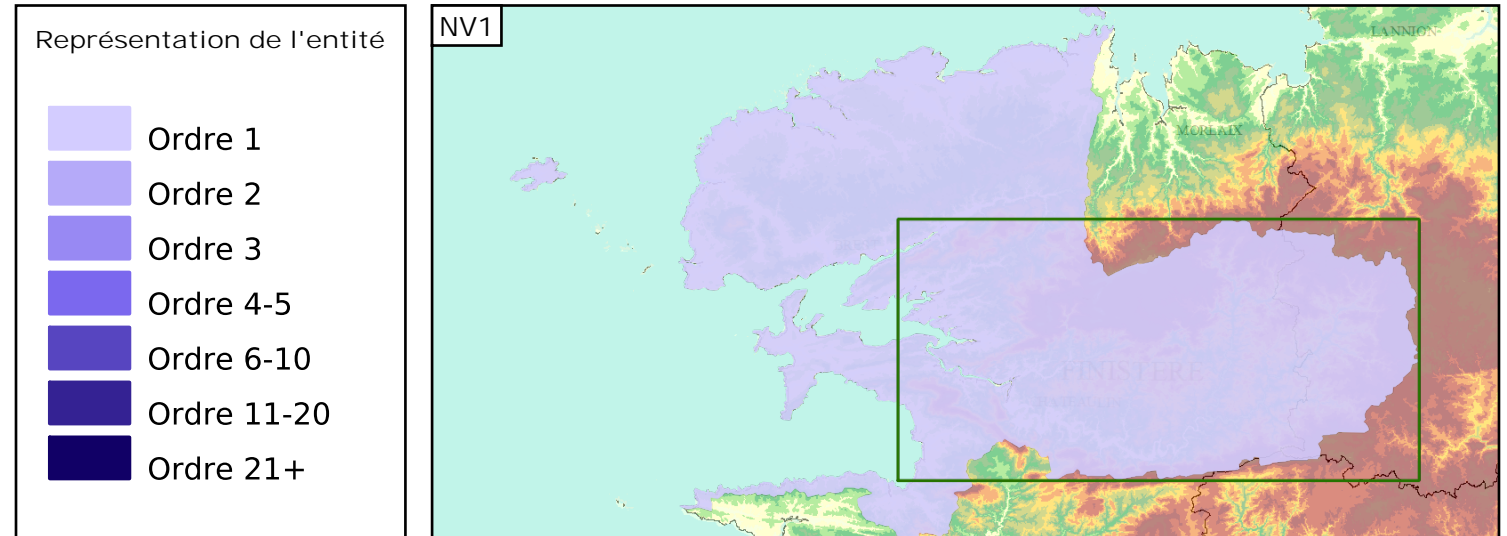 Représentation de l'entité
Ordre 1
Ordre 2
Ordre 3
Ordre 4-5
Ordre 6-10
Ordre 11-20
Ordre 21+
NV1
LANNION
MORLAIX
FINISTERE